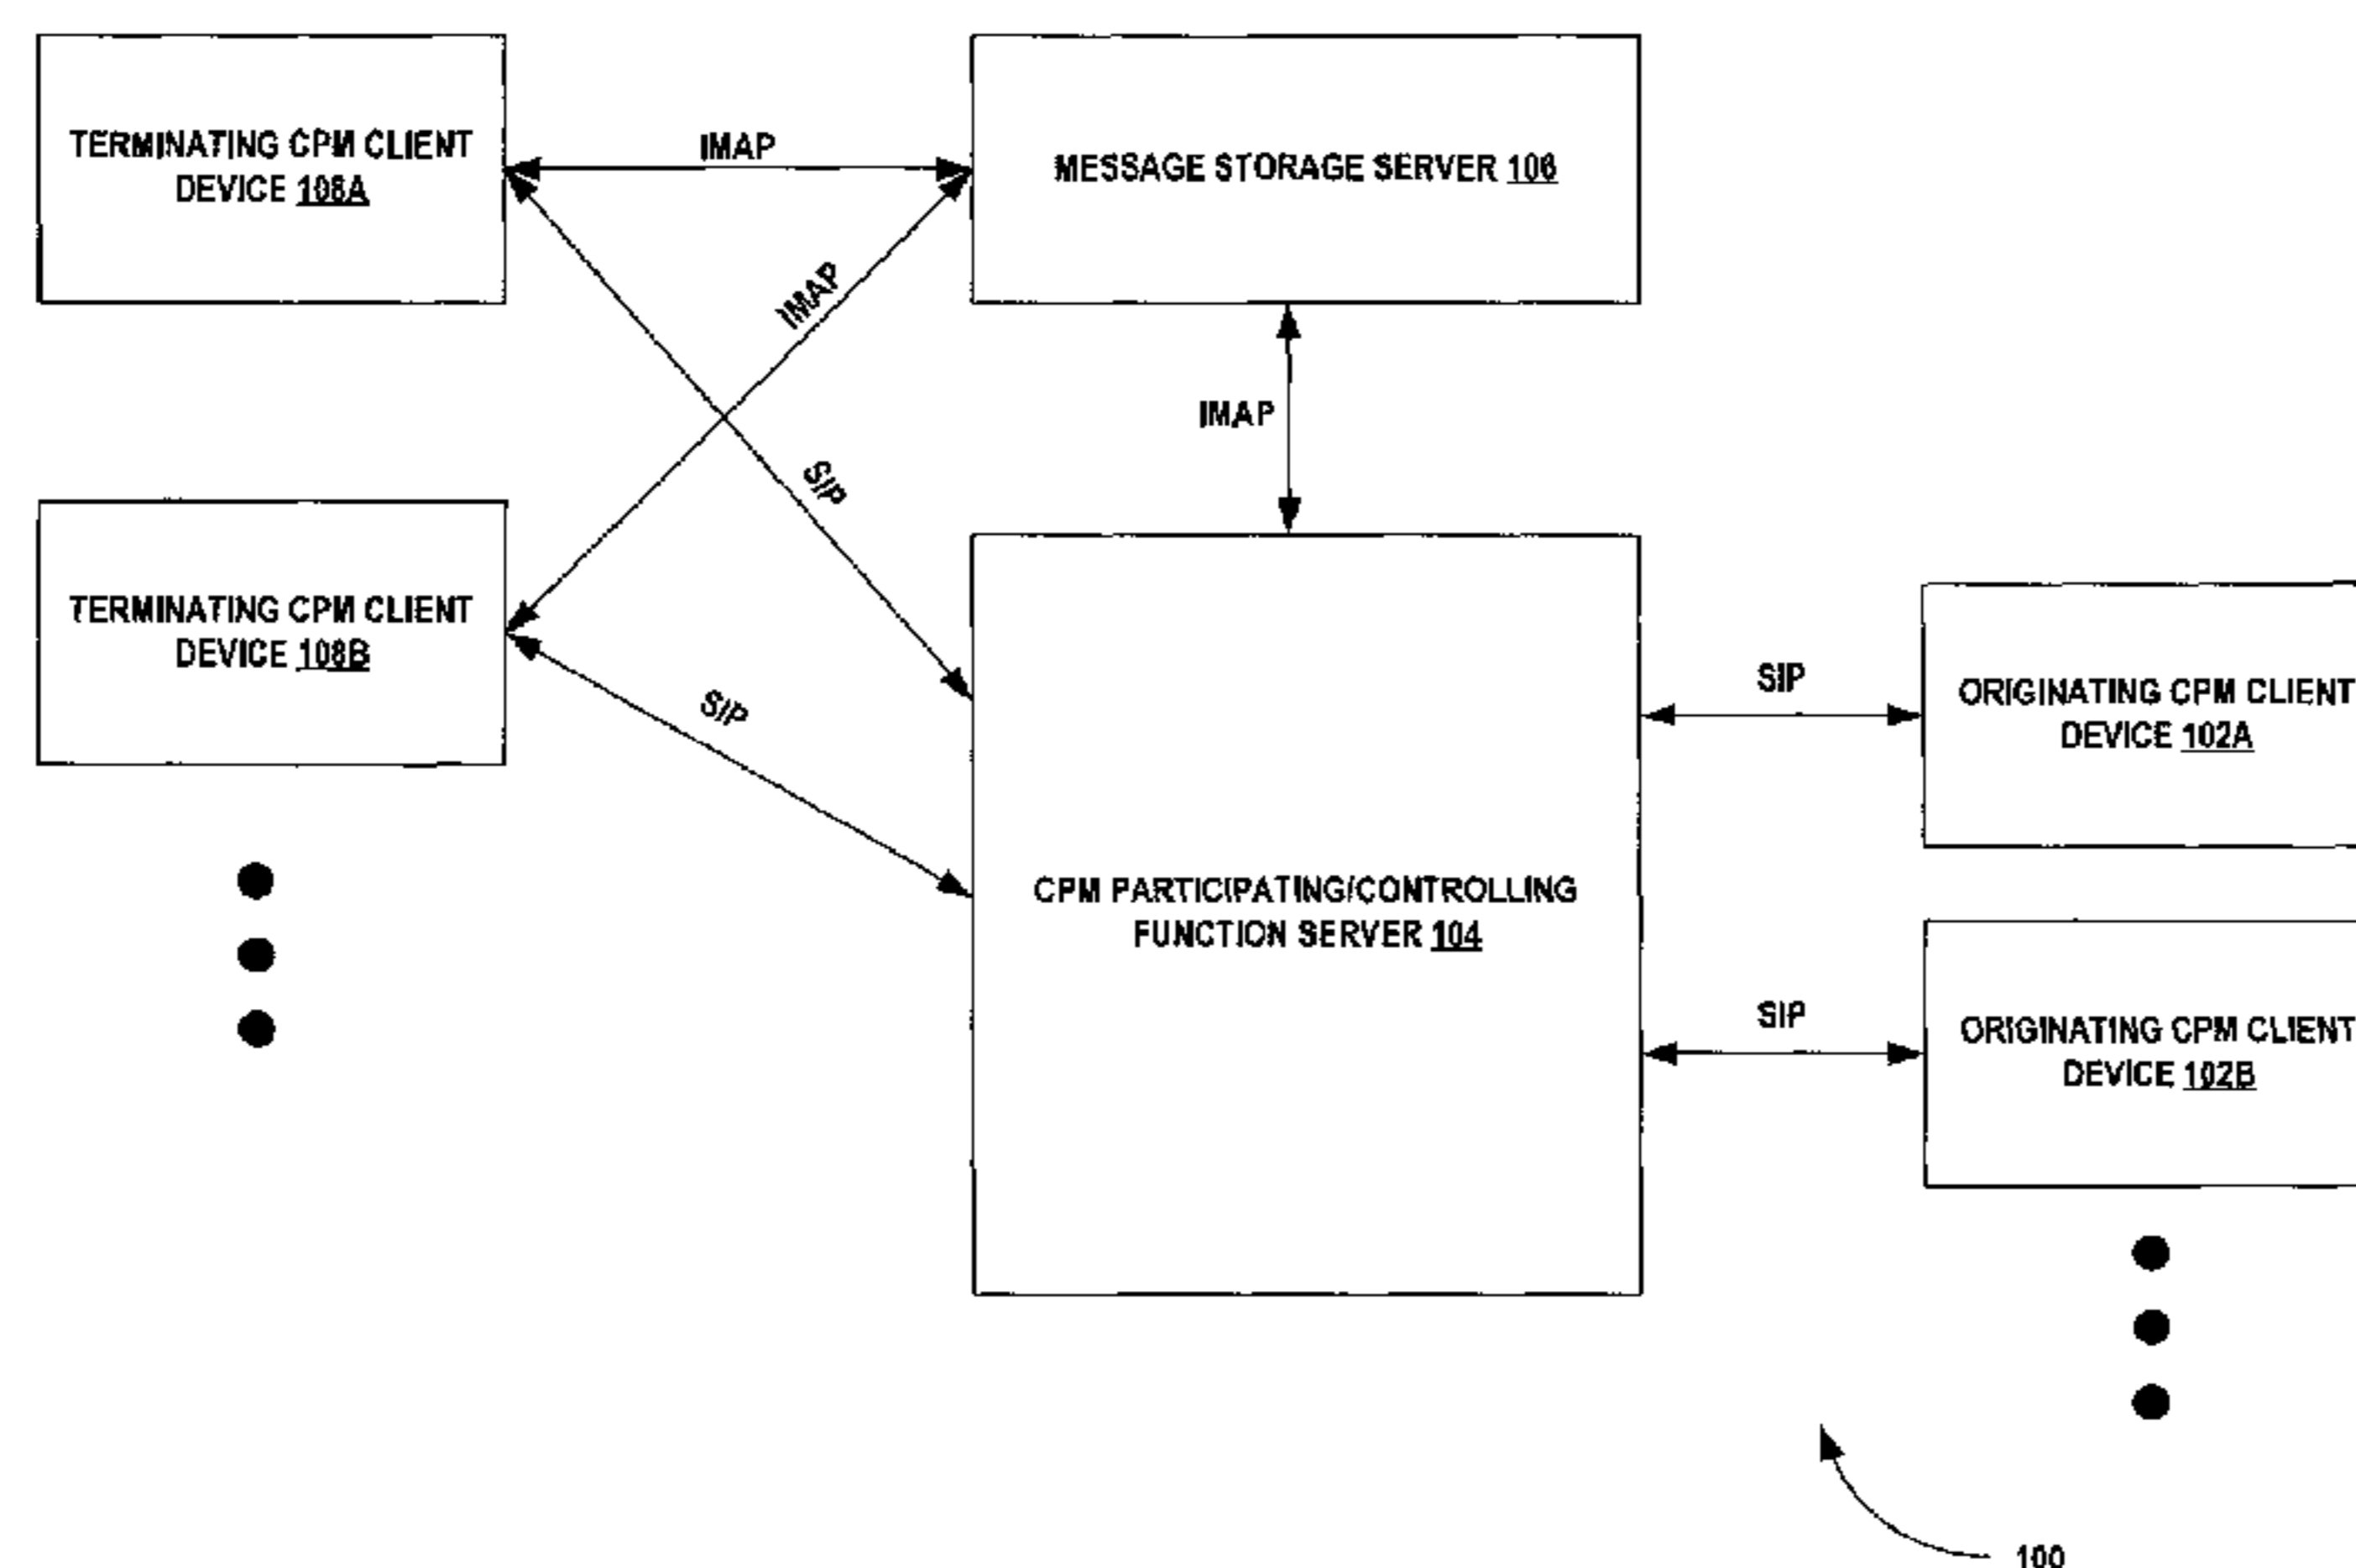 TERMINATING CPM CLIENT
DEVICE 108A
IMAP
MESSAGE STORAGE SERVER 106
IMAP
IMAP
SIP
TERMINATING CPM CLIENT
DEVICE 108B
SIP
CPM PARTICIPATING/CONTROLLING
FUNCTION SERVER 104
SIP
ORIGINATING CPM CLIENT
DEVICE 102A
SIP
ORIGINATING CPM CLIENT
DEVICE 102B
100